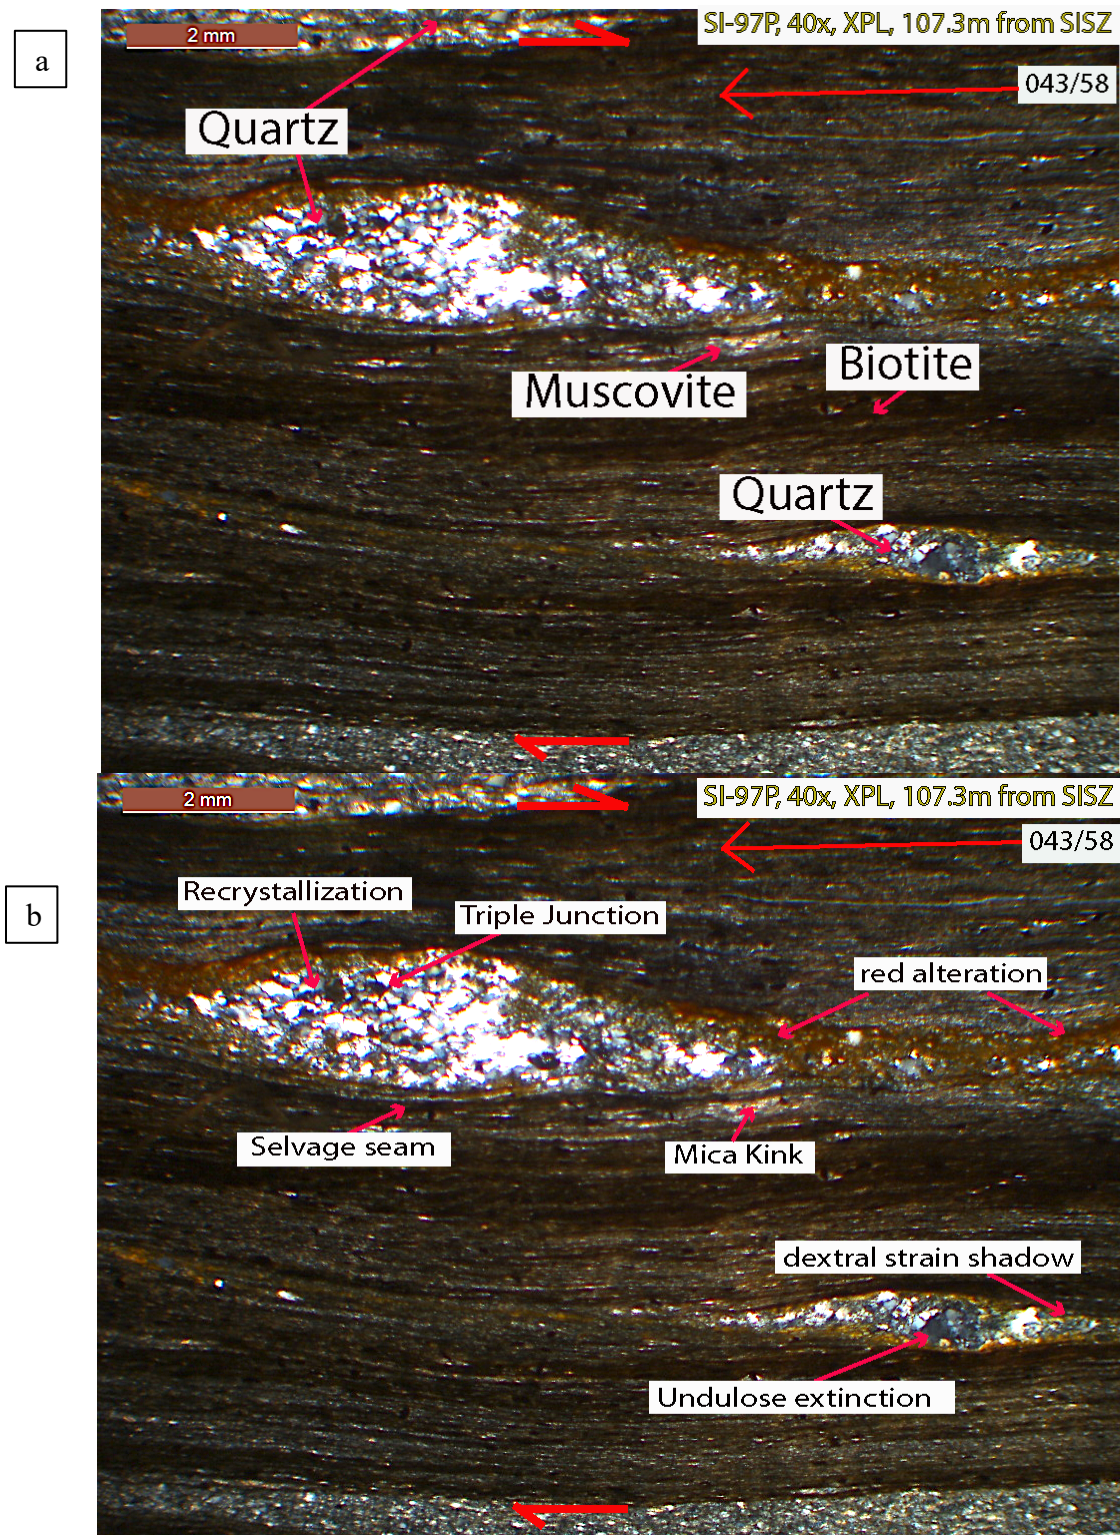 a
2 mm
SI-97P, 40x, XPL, 107.3m from SISZ
043/58
Quartz
Muscovite
Biotite
Quartz
b
2 mm
SI-97P, 40x, XPL, 107.3m from SISZ
043/58
Recrystallization
Triple Junction
red alteration
Selvage seam
Mica Kink
dextral strain shadow
Undulose extinction